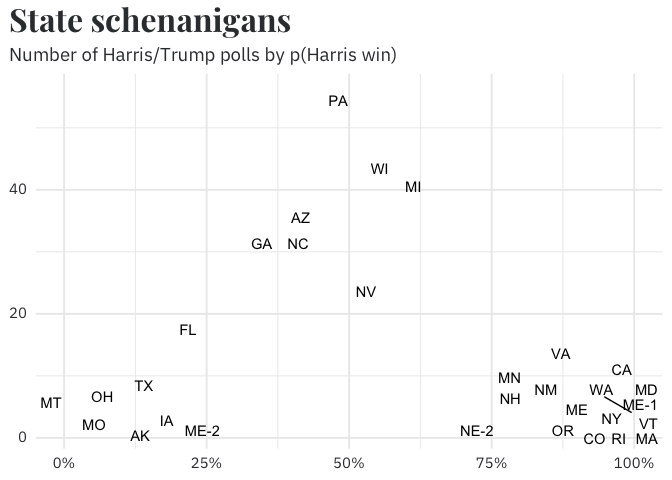 State schenanigans
Number of Harris/Trump polls by p(Harris win)
PA
WI
40
MI
AZ
GA NC
NV
20
FL
VA
CA
MN
TX
NM WA MD
OH
NH
MT
ME-1
ME
IA
NY
MO
VT
ME-2
NE-2
OR
AK
0
CO RI MA
0% 25% 50% 75% 100%